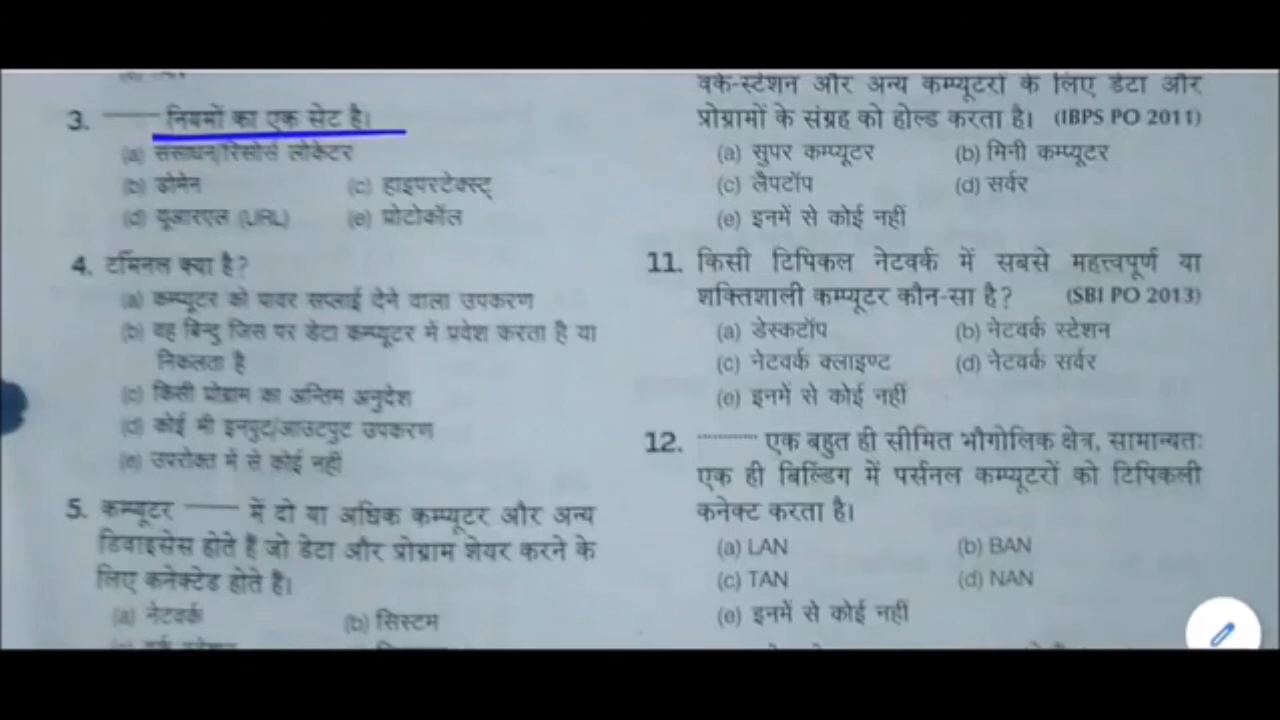 3. ——— नियमों का एक सेट है।
(a) संसाधन/रिसोर्स लोकेटर
(b) डोमेन (c) हाइपरटेक्स्ट्
(d) यूआरएल (URL) (e) प्रोटोकॉल
4. टर्मिनल क्या है?
(a) कम्प्यूटर को पावर सप्लाई देने वाला उपकरण
(b) वह बिन्दु जिस पर डेटा कम्प्यूटर में प्रवेश करता है या
निकलता है
(c) किसी प्रोग्राम का अन्तिम अनुदेश
(d) कोई भी इनपुट/आउटपुट उपकरण
(e) उपरोक्त में से कोई नहीं
5. कम्प्यूटर ——— में दो या अधिक कम्प्यूटर और अन्य
डिवाइसेस होते हैं जो डेटा और प्रोग्राम शेयर करने के
लिए कनेक्टेड होते हैं।
(a) नेटवर्क (b) सिस्टम
वर्क-स्टेशन और अन्य कम्प्यूटरों के लिए डेटा और
प्रोग्रामों के संग्रह को होल्ड करता है। (IBPS PO 2011)
(a) सुपर कम्प्यूटर (b) मिनी कम्प्यूटर
(c) लैपटॉप (d) सर्वर
(e) इनमें से कोई नहीं
11. किसी टिपिकल नेटवर्क में सबसे महत्त्वपूर्ण या
शक्तिशाली कम्प्यूटर कौन-सा है? (SBI PO 2013)
(a) डेस्कटॉप (b) नेटवर्क स्टेशन
(c) नेटवर्क क्लाइण्ट (d) नेटवर्क सर्वर
(e) इनमें से कोई नहीं
12. ......... एक बहुत ही सीमित भौगोलिक क्षेत्र, सामान्यतः
एक ही बिल्डिंग में पर्सनल कम्प्यूटरों को टिपिकली
कनेक्ट करता है।
(a) LAN (b) BAN
(c) TAN (d) NAN
(e) इनमें से कोई नहीं